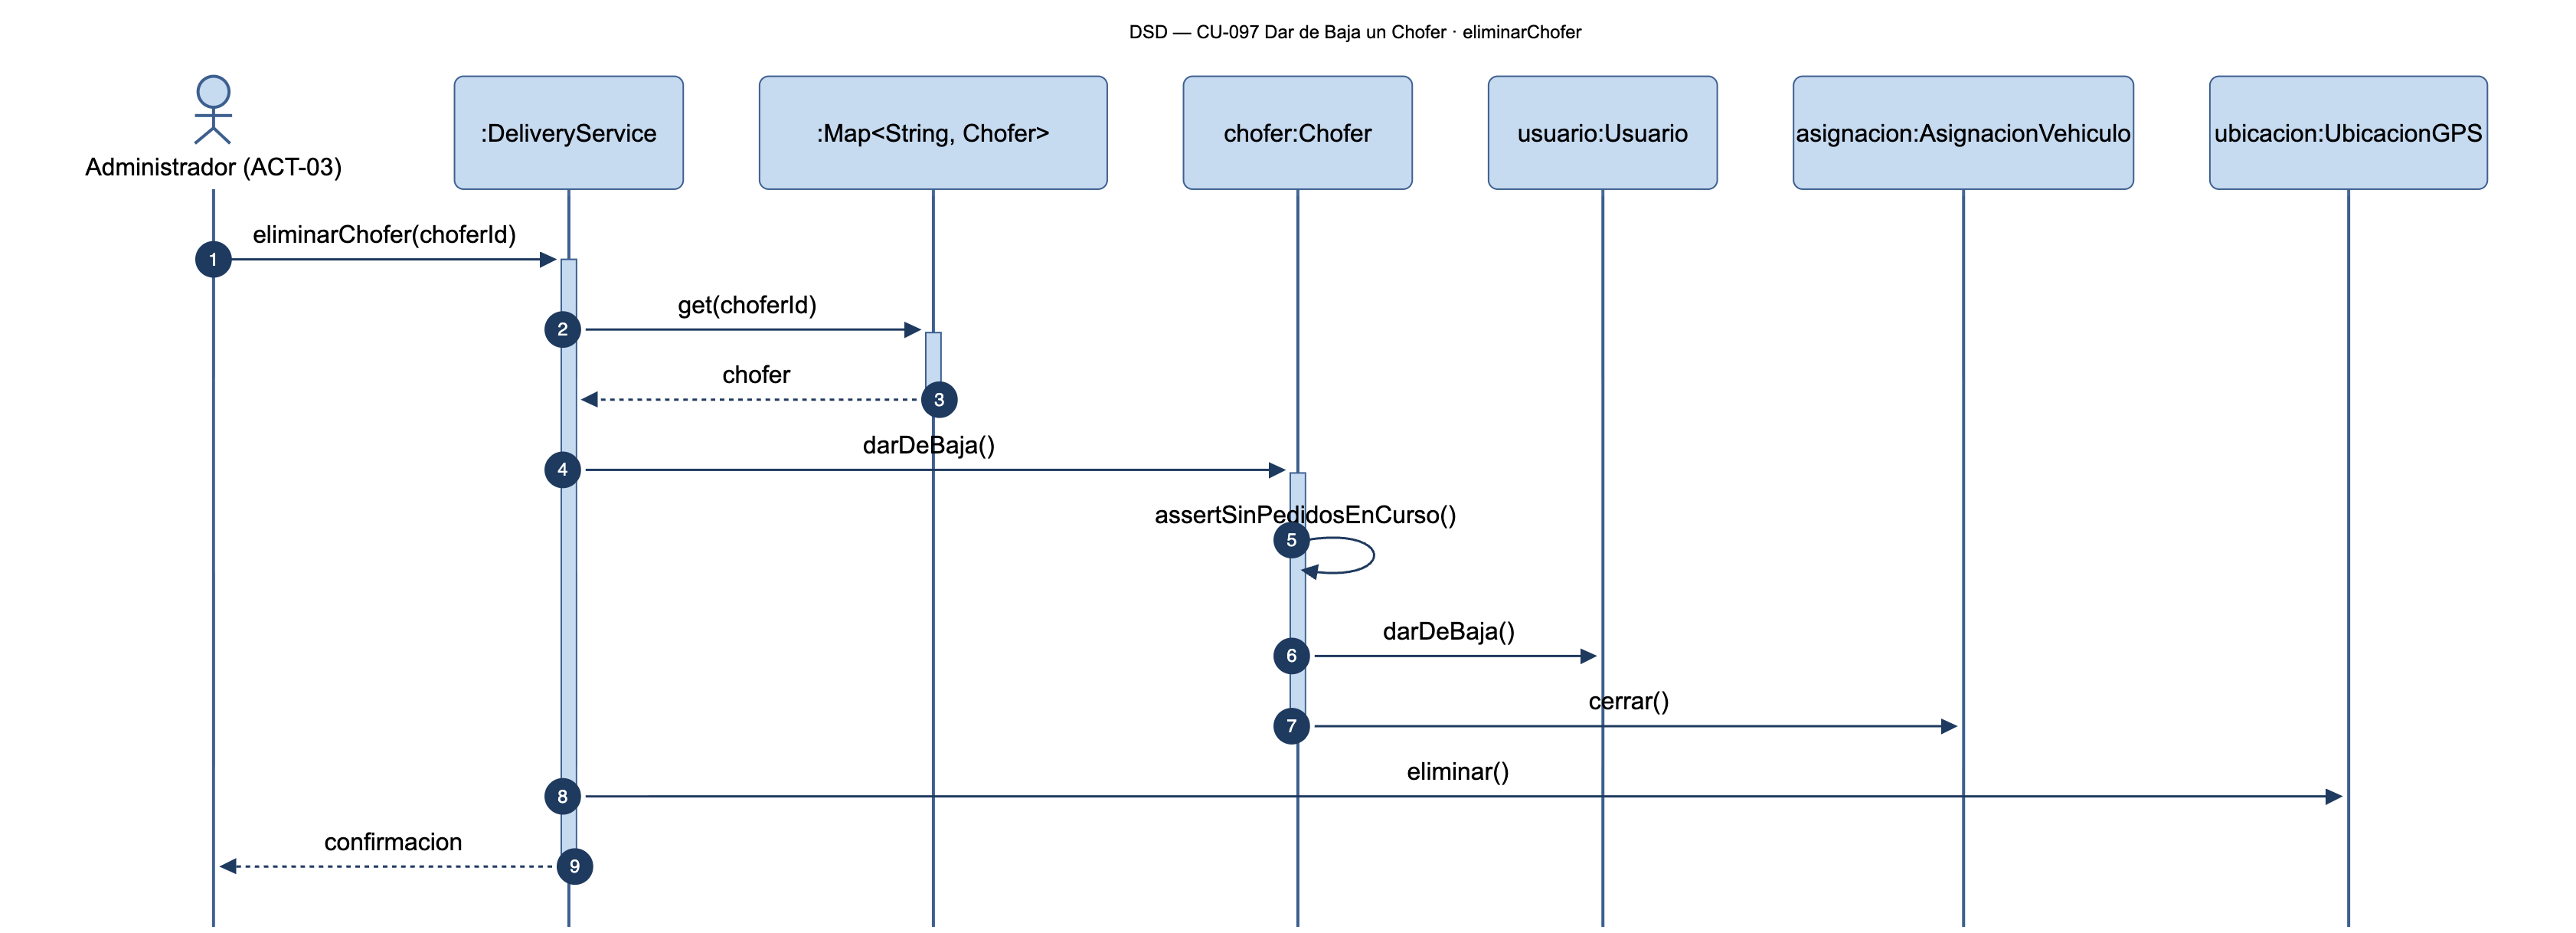 DSD — CU-097 Dar de Baja un Chofer · eliminarChofer
Administrador (ACT-03)
:DeliveryService
:Map<String, Chofer>
chofer:Chofer
usuario:Usuario
asignacion:AsignacionVehiculo
ubicacion:UbicacionGPS
eliminarChofer(choferId)
1
get(choferId)
2
chofer
3
darDeBaja()
4
assertSinPedidosEnCurso()
5
darDeBaja()
6
cerrar()
7
eliminar()
8
confirmacion
9